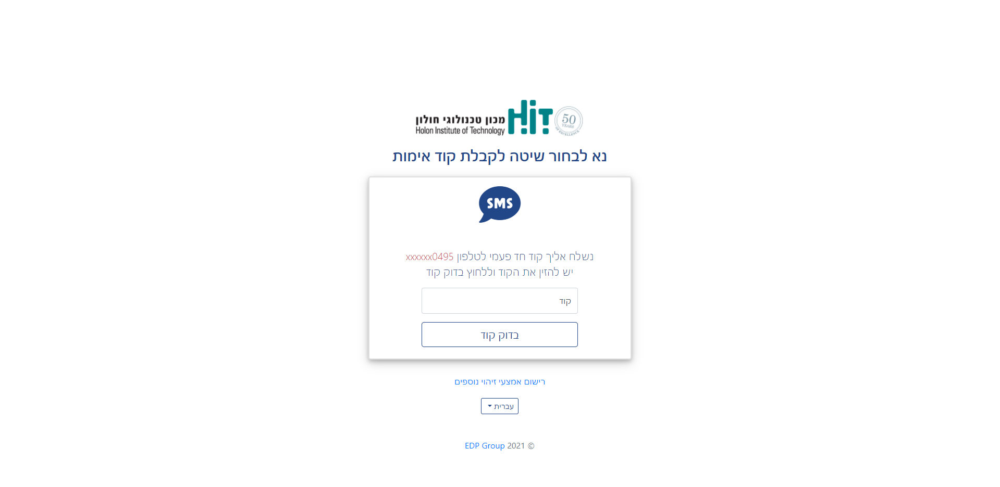 מכון טכנולוגי חולון
Holon Institute of Technology
HiT
50
YEARS
OF EXCELLENCE
נא לבחור שיטה לקבלת קוד אימות
SMS
נשלח אליך קוד חד פעמי לטלפון xxxxxx0495
יש להזין את הקוד וללחוץ בדוק קוד
קוד
בדוק קוד
רישום אמצעי זיהוי נוספים
עברית
© 2021 EDP Group